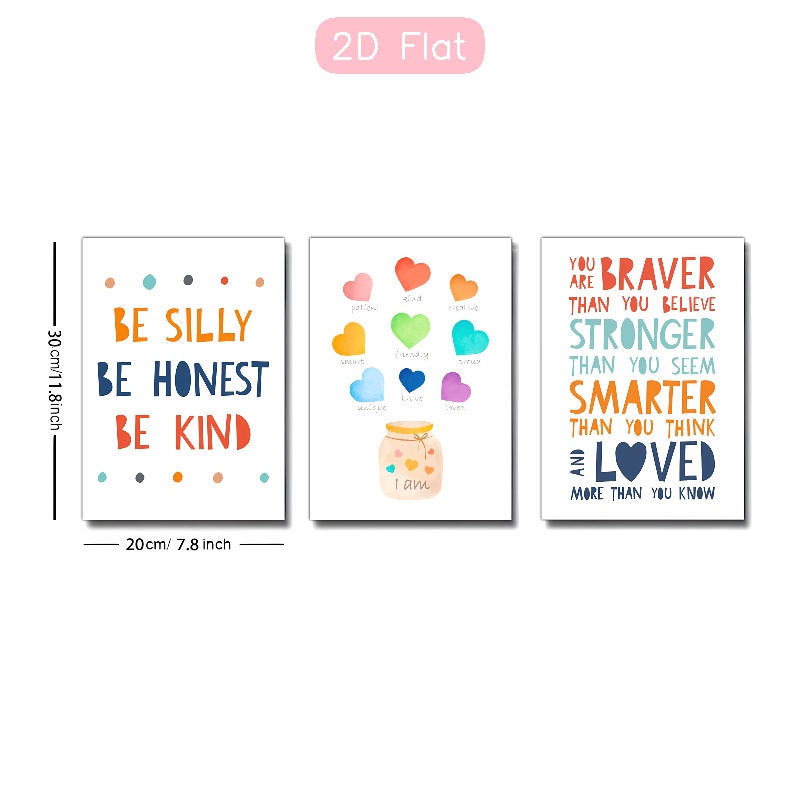 2D Flat
30cm/11.8inch
20cm/ 7.8 inch
BE SILLY
BE HONEST
BE KIND
kind
patient
creative
friendly
smart
proud
brave
unique
loved
I am
YOU ARE BRAVER
THAN YOU BELIEVE
STRONGER
THAN YOU SEEM
SMARTER
THAN YOU THINK
AND LOVED
MORE THAN YOU KNOW